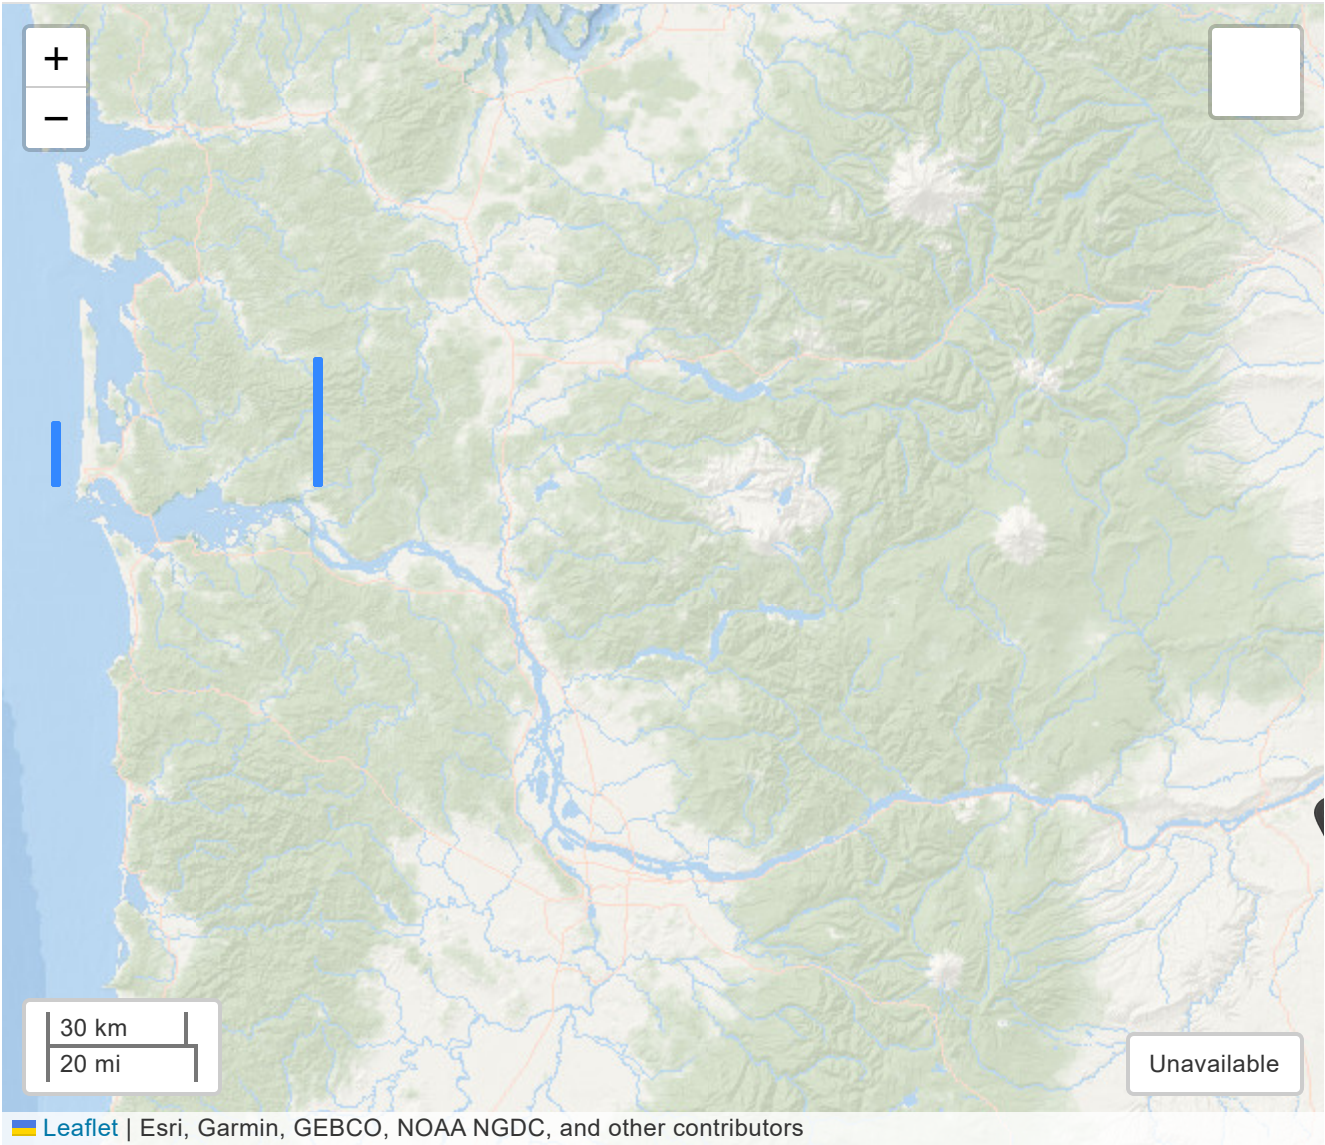 +
−
30 km
20 mi
Unavailable
Leaflet | Esri, Garmin, GEBCO, NOAA NGDC, and other contributors